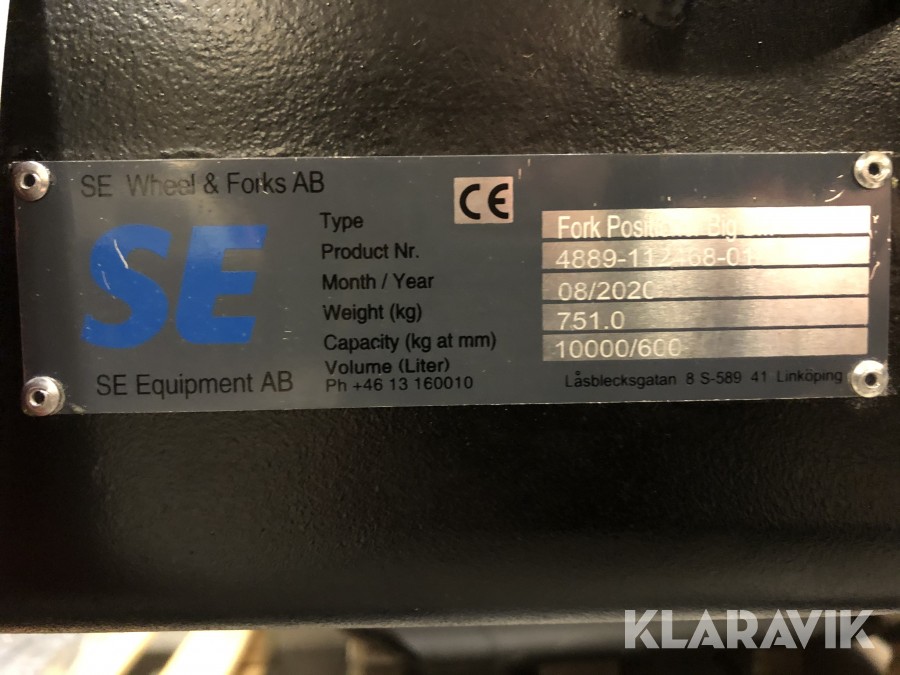 SE Wheel & Forks AB
CE
SE
Type Fork Positioner
Product Nr.
Month / Year 08/2020
Weight (kg) 751.0
Capacity (kg at mm) 10000/600
Volume (Liter)
SE Equipment AB
Ph +46 13 160010
Låsblecksgatan 8 S-589 41 Linköping
KLARAVIK